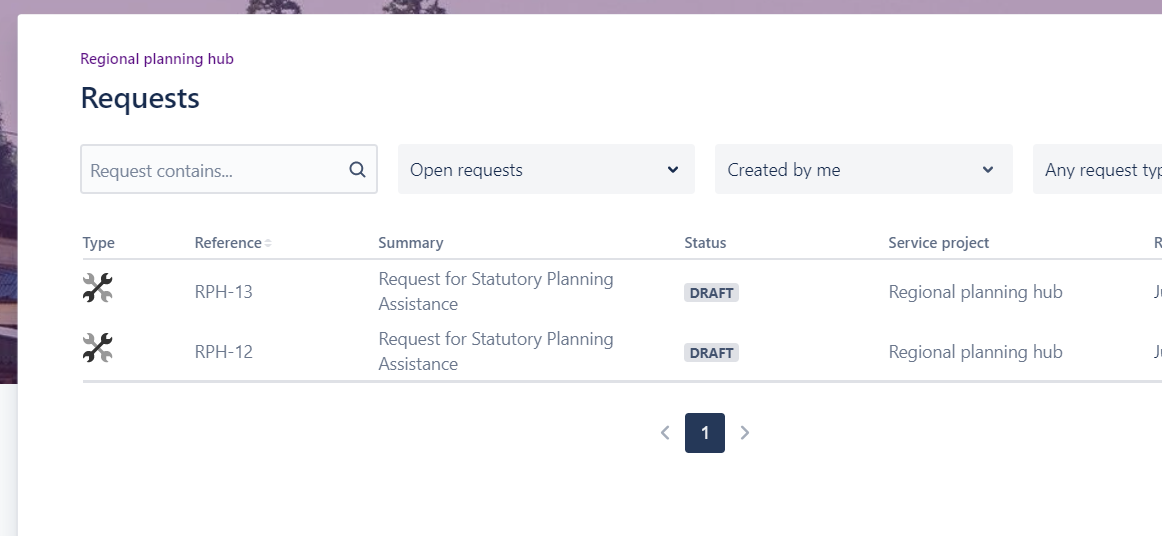 Regional planning hub
Requests
Request contains...
Open requests
Created by me
Any request
Type Reference Summary Status Service project
RPH-13 Request for Statutory Planning Assistance DRAFT Regional planning hub
RPH-12 Request for Statutory Planning Assistance DRAFT Regional planning hub
1